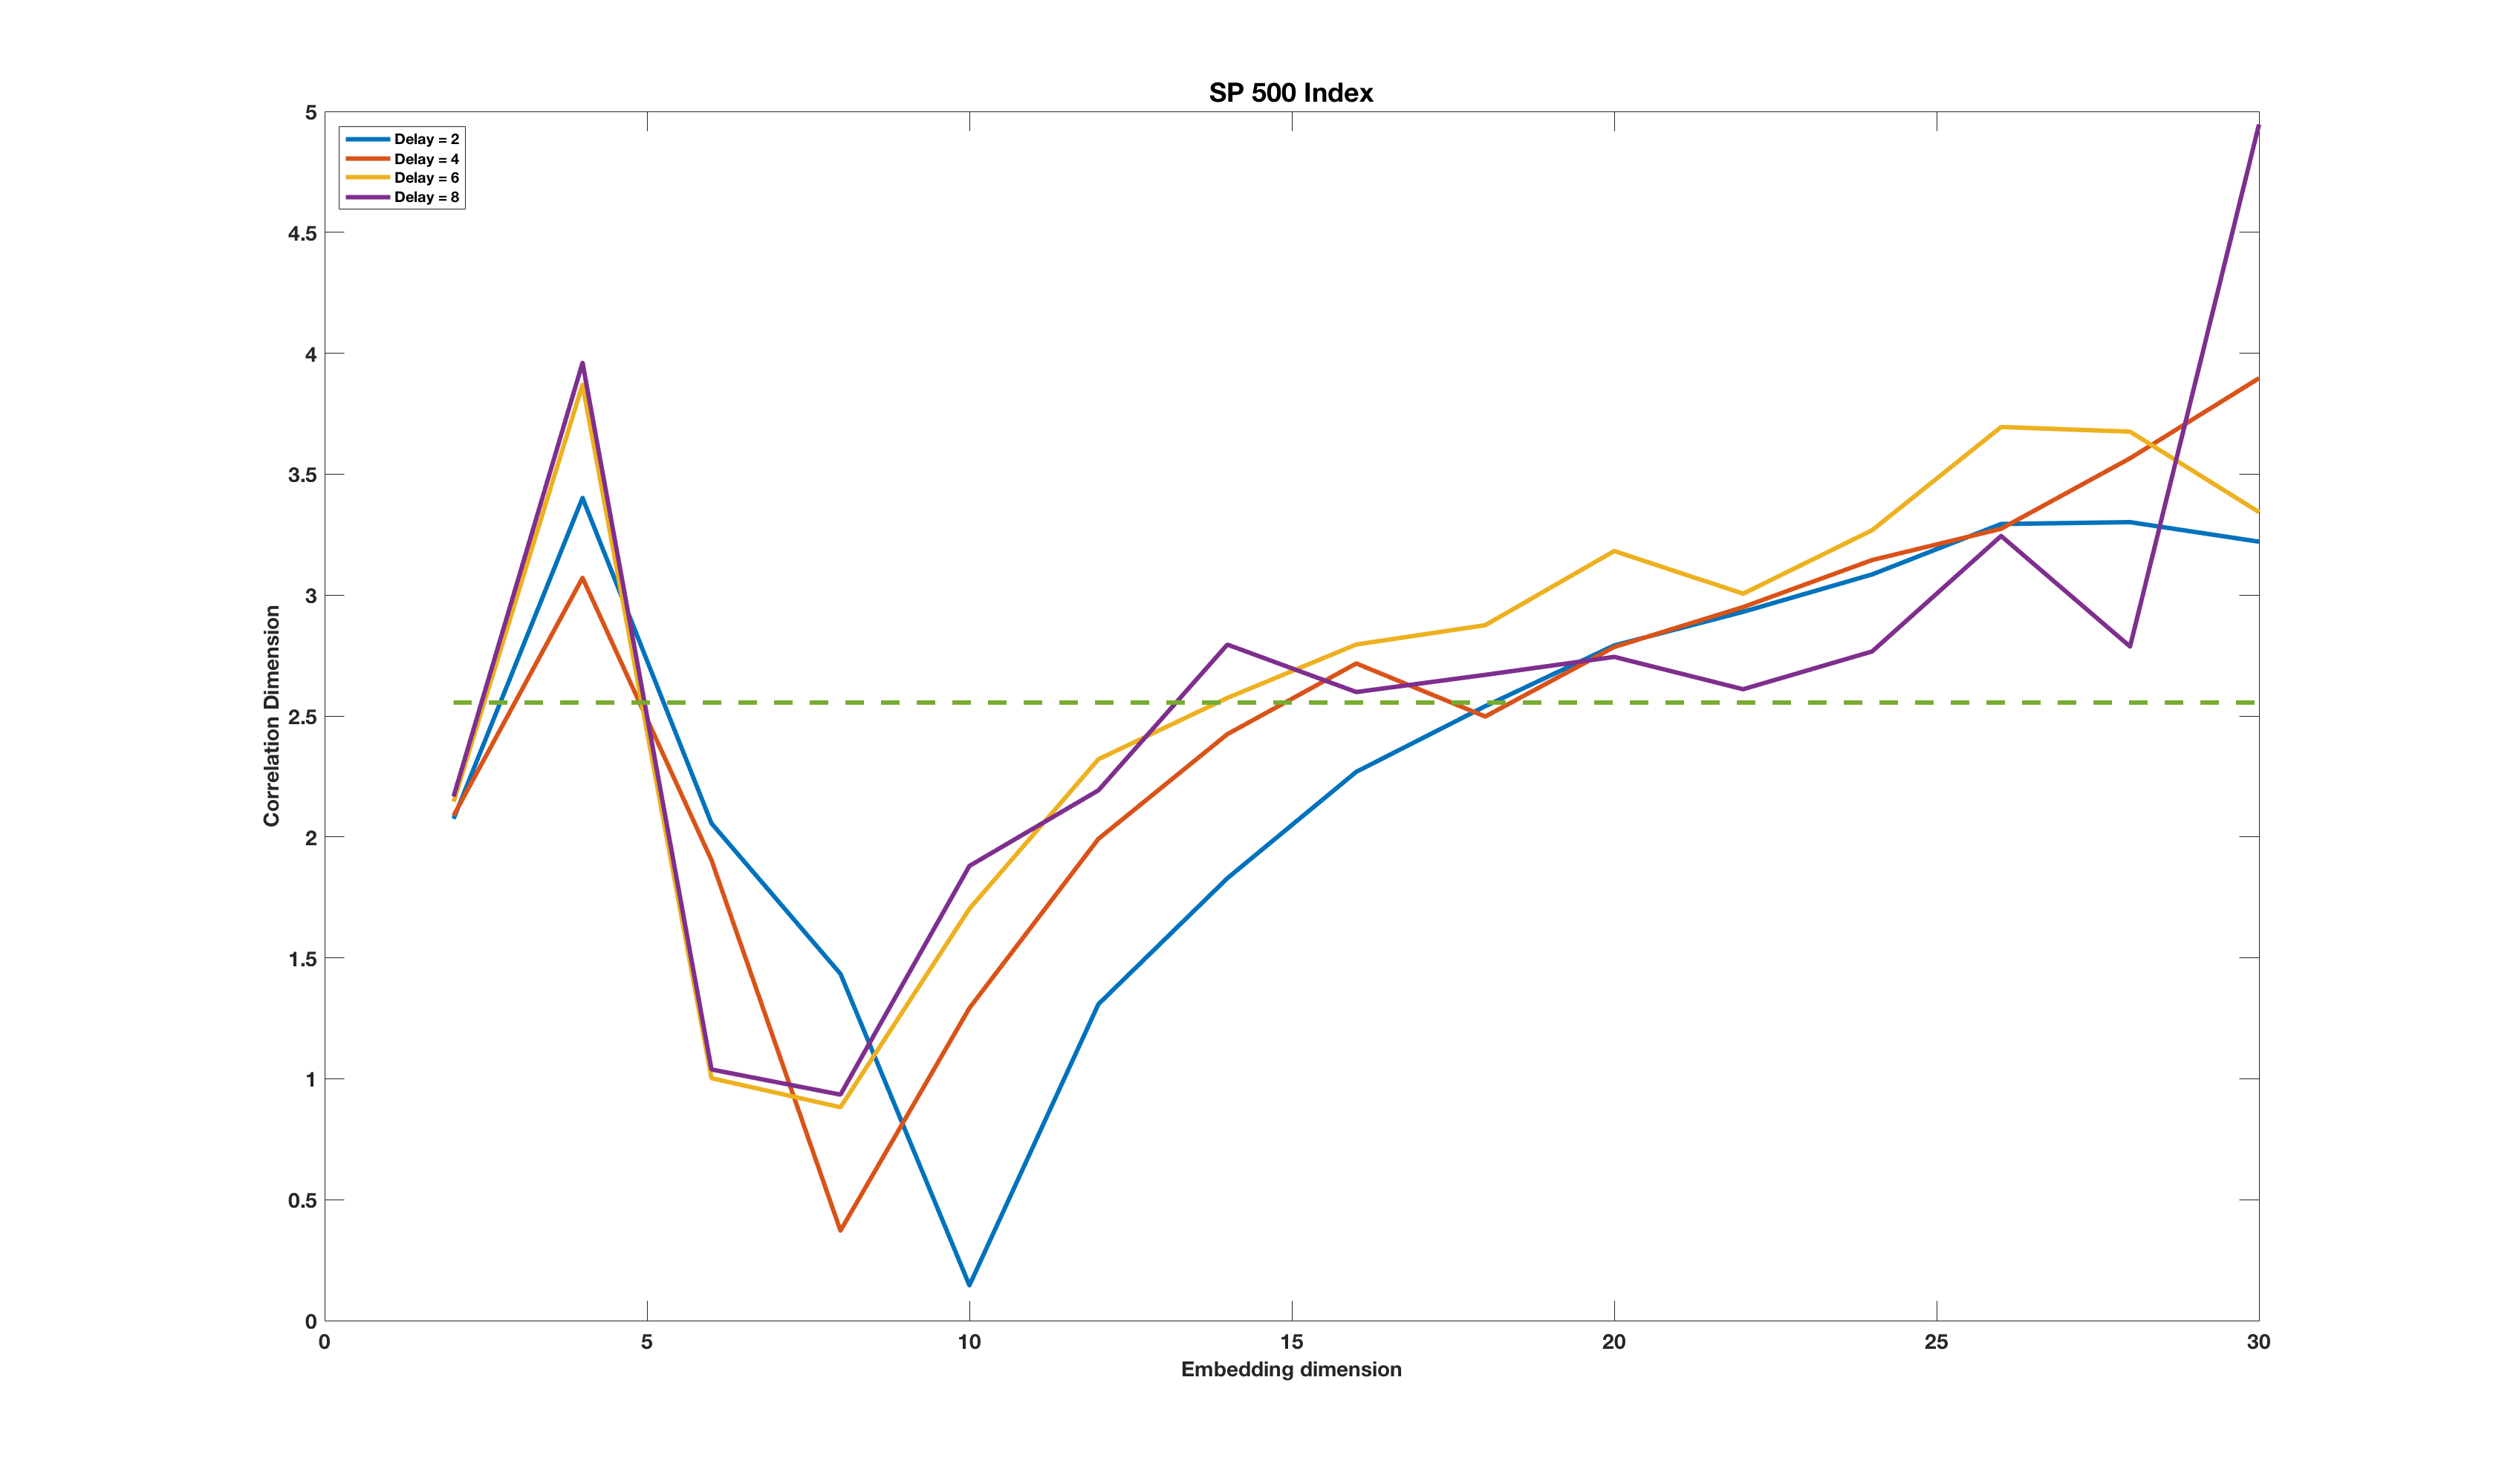 SP 500 Index
5
4.5
4
3.5
3
2.5
2
1.5
1
0.5
0
Delay = 2
Delay = 4
Delay = 6
Delay = 8
Correlation Dimension
0 5 10 15 20 25 30
Embedding dimension